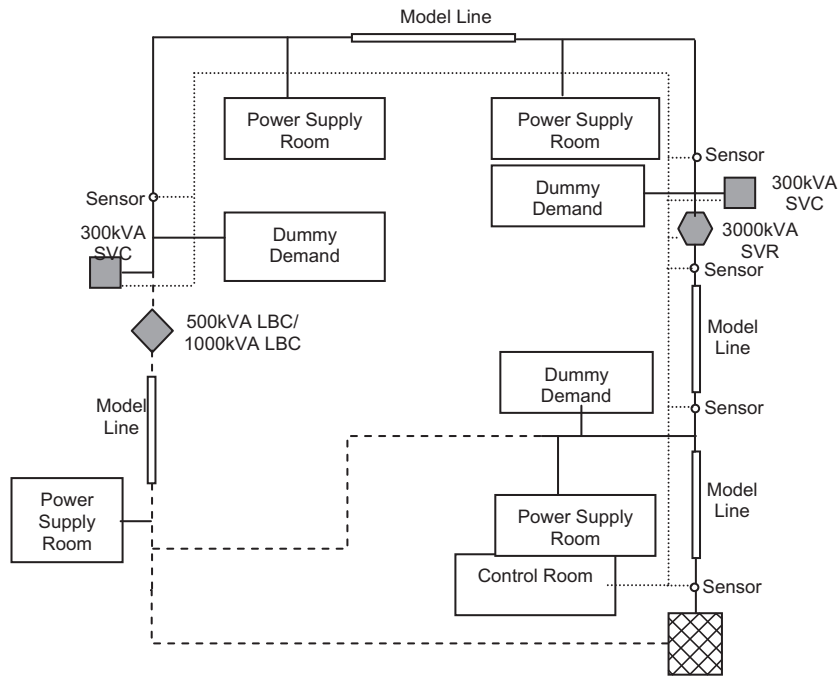 Model Line
Power Supply
Room
Power Supply
Room
Sensor
Dummy
Demand
300kVA
SVC
Sensor
300kVA
SVC
Dummy
Demand
3000kVA
SVR
Sensor
500kVA LBC/
1000kVA LBC
Model
Line
Dummy
Demand
Model
Line
Sensor
Power
Supply
Room
Power Supply
Room
Model
Line
Control Room
Sensor